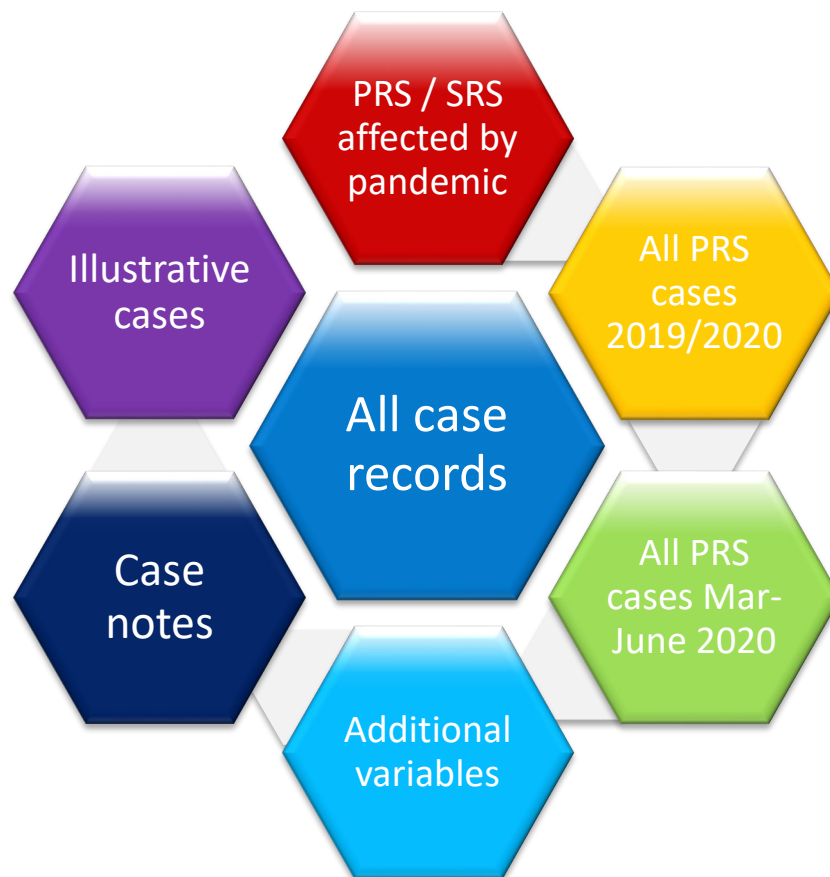 PRS / SRS
affected by
pandemic
All PRS
cases
2019/2020
All PRS
cases Mar-
June 2020
Additional
variables
Case
notes
Illustrative
cases
All case
records